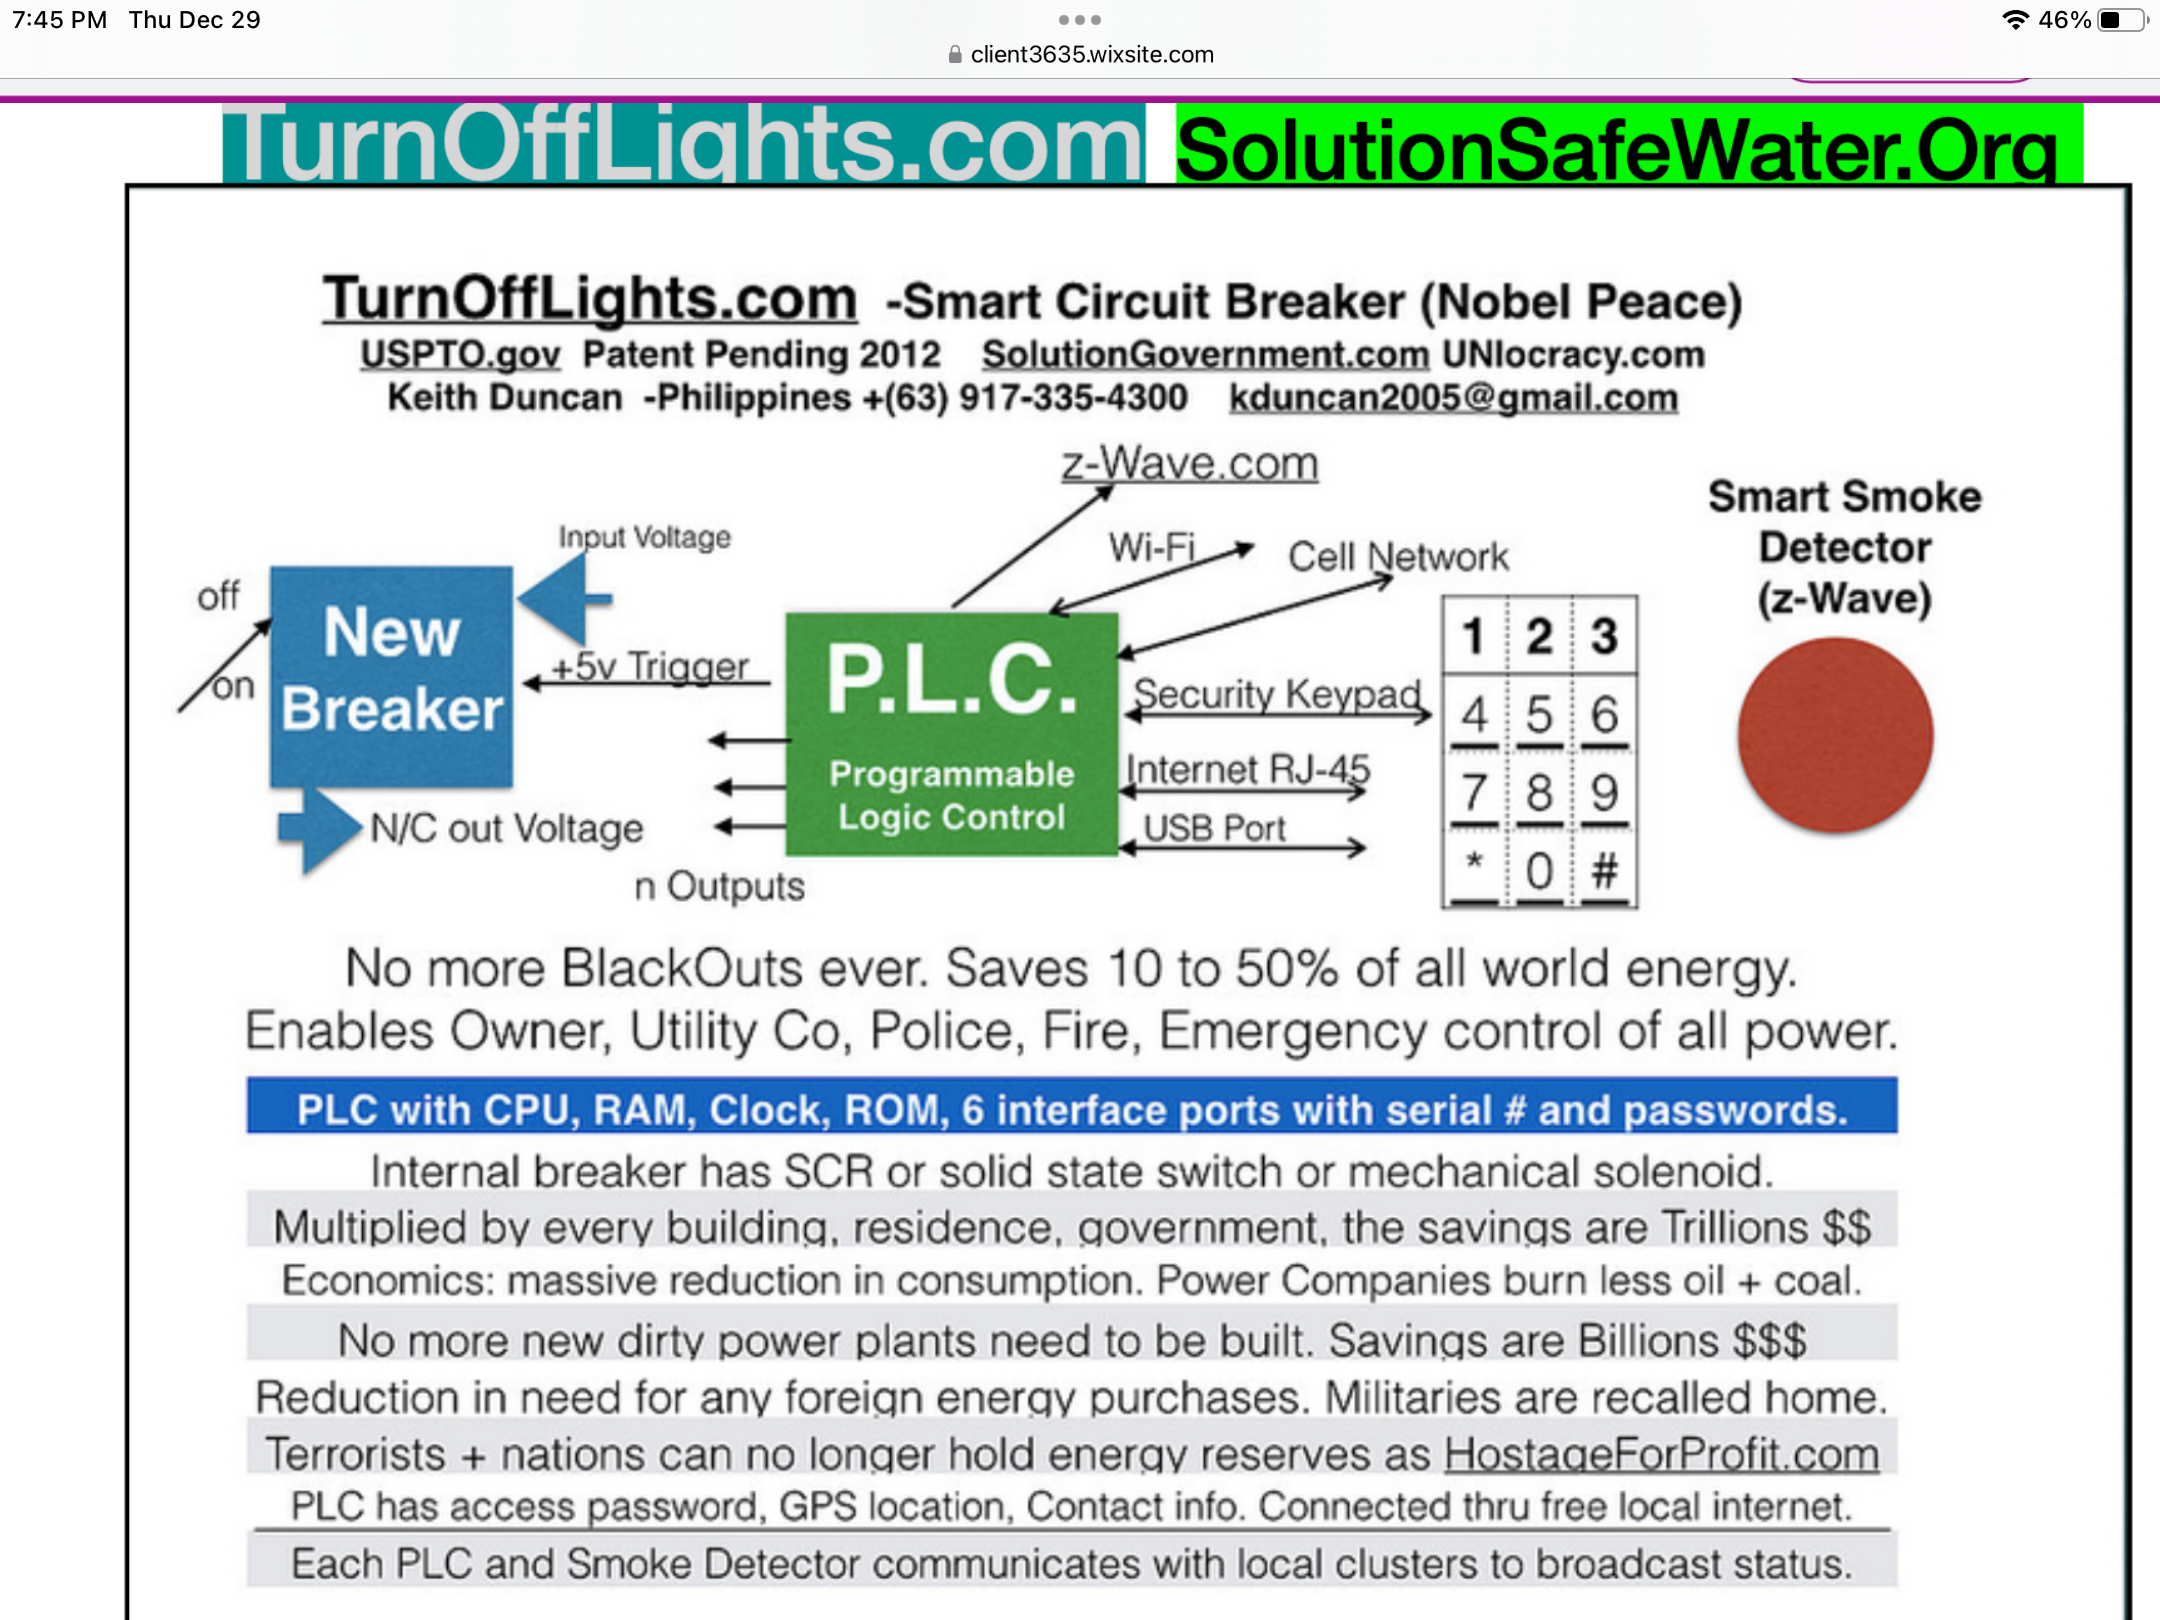 7:45 PM Thu Dec 29
46%
client3635.wixsite.com
TurnOffLights.com SolutionSafeWater.Org
TurnOffLights.com -Smart Circuit Breaker (Nobel Peace)
USPTO.gov Patent Pending 2012 SolutionGovernment.com UNIocracy.com
Keith Duncan -Philippines +(63) 917-335-4300 kduncan2005@gmail.com
z-Wave.com
Smart Smoke
Detector
(z-Wave)
Input Voltage
Wi-Fi
Cell Network
off
on
New
Breaker
+5v Trigger
P.L.C.
Programmable
Logic Control
Security Keypad
Internet RJ-45
USB Port
1 2 3
4 5 6
7 8 9
* 0 #
N/C out Voltage
n Outputs
No more BlackOuts ever. Saves 10 to 50% of all world energy.
Enables Owner, Utility Co, Police, Fire, Emergency control of all power.
PLC with CPU, RAM, Clock, ROM, 6 interface ports with serial # and passwords.
Internal breaker has SCR or solid state switch or mechanical solenoid.
Multiplied by every building, residence, government, the savings are Trillions $$
Economics: massive reduction in consumption. Power Companies burn less oil + coal.
No more new dirty power plants need to be built. Savings are Billions $$$
Reduction in need for any foreign energy purchases. Militaries are recalled home.
Terrorists + nations can no longer hold energy reserves as HostageForProfit.com
PLC has access password, GPS location, Contact info. Connected thru free local internet.
Each PLC and Smoke Detector communicates with local clusters to broadcast status.